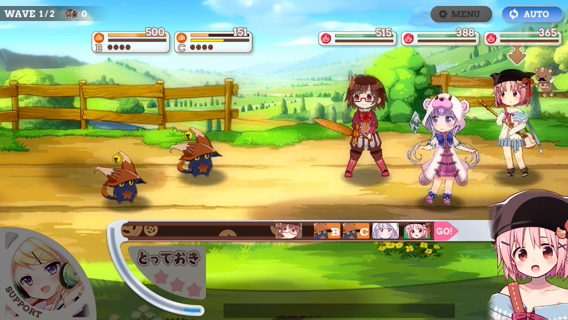 WAVE 1/2 0
MENU
AUTO
500
B
151
C
515
388
365
B
C
GO!
とっておき
SUPPORT